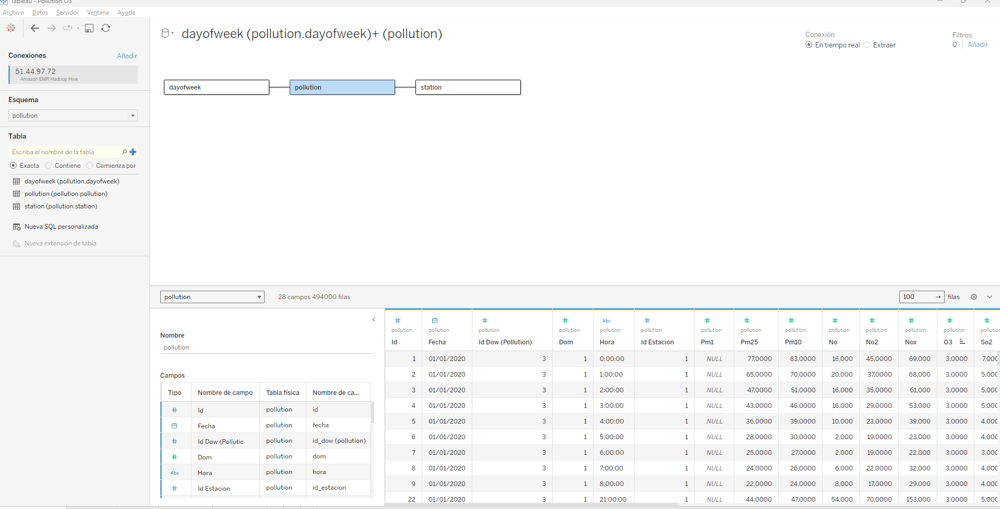 Tableau - Pollution O3
Archivo Datos Servidor Ventana Ayuda
Conexiones Añadir
51.44.97.72
Amazon EMR Hadoop Hive
Esquema
pollution
Tabla
Escriba el nombre de la tabla
Exacta Contiene Comienza por
dayofweek (pollution.dayofweek)
pollution (pollution.pollution)
station (pollution.station)
Nueva SQL personalizada
Nueva extensión de tabla
dayofweek (pollution.dayofweek)+ (pollution)
Conexión
En tiempo real Extraer
Filtros
0 Añadir
dayofweek pollution station
pollution 28 campos 494000 filas 100 → filas
Nombre
pollution
Campos
Tipo Nombre de campo Tabla física Nombre de ca...
Id pollution id
Fecha pollution fecha
Id Dow (Pollutic pollution id_dow (pollution)
Dom pollution dom
Abc Hora pollution hora
Id Estacion pollution id_estacion
Abc
pollution pollution pollution pollution pollution pollution pollution pollution pollution pollution pollution pollution pollution pollution
Id Fecha Id Dow (Pollution) Dom Hora Id Estacion Pm1 Pm25 Pm10 No No2 Nox O3 So2
1 01/01/2020 3 1 0:00:00 1 NULL 77,0000 83,0000 16,000 45,0000 69,000 3,0000 7,000
2 01/01/2020 3 1 1:00:00 1 NULL 65,0000 70,0000 20,000 37,0000 68,000 3,0000 5,000
3 01/01/2020 3 1 2:00:00 1 NULL 47,0000 51,0000 16,000 35,0000 61,000 3,0000 5,000
4 01/01/2020 3 1 3:00:00 1 NULL 43,0000 46,0000 16,000 29,0000 53,000 3,0000 5,000
5 01/01/2020 3 1 4:00:00 1 NULL 36,0000 39,0000 10,000 23,0000 39,000 3,0000 4,000
6 01/01/2020 3 1 5:00:00 1 NULL 28,0000 30,0000 2,000 19,0000 23,000 3,0000 4,000
7 01/01/2020 3 1 6:00:00 1 NULL 25,0000 27,0000 2,000 19,0000 22,000 3,0000 3,000
8 01/01/2020 3 1 7:00:00 1 NULL 24,0000 26,0000 6,000 22,0000 32,000 3,0000 4,000
9 01/01/2020 3 1 8:00:00 1 NULL 22,0000 24,0000 8,000 17,0000 29,000 3,0000 4,000
22 01/01/2020 3 1 21:00:00 1 NULL 44,0000 47,0000 54,000 70,0000 153,000 3,0000 5,000